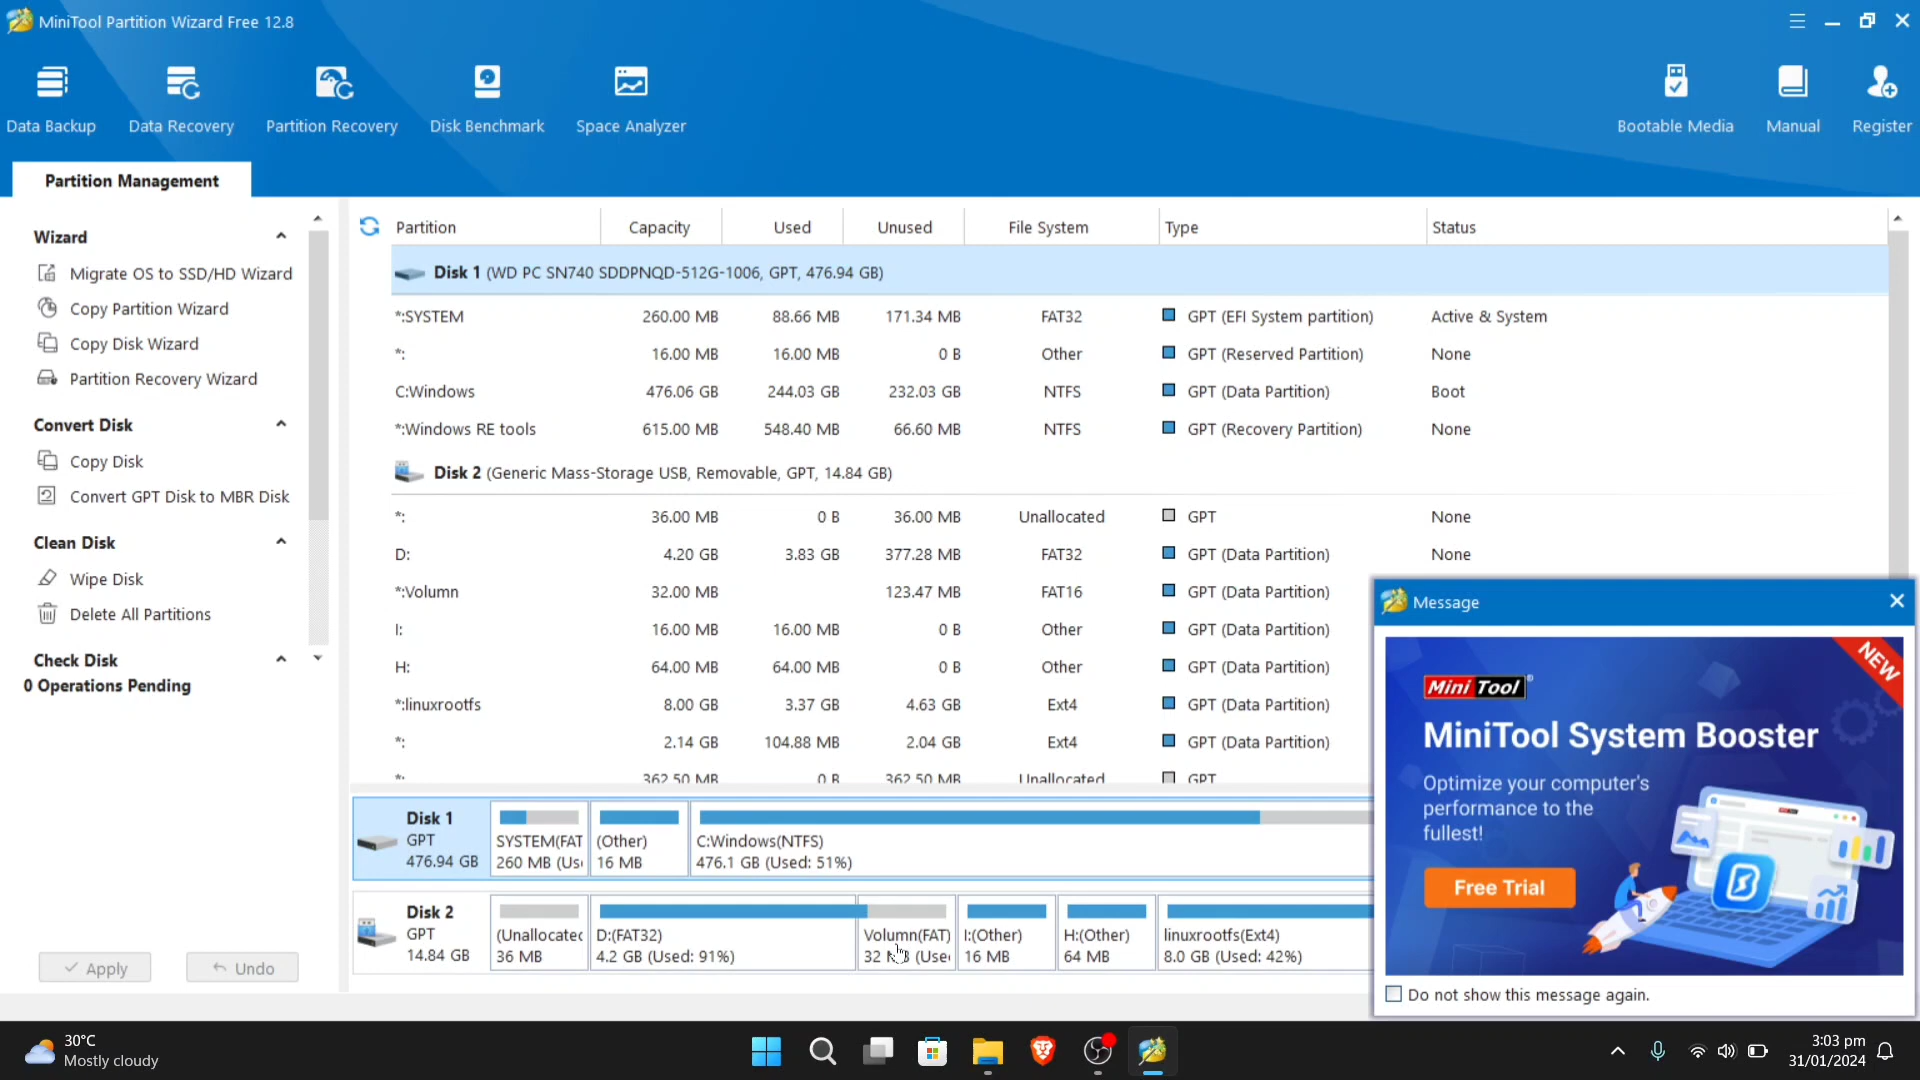 MiniTool Partition Wizard Free 12.8
Data Backup
Data Recovery
Partition Recovery
Disk Benchmark
Space Analyzer
Bootable Media
Manual
Register
Partition Management
Wizard
Migrate OS to SSD/HD Wizard
Copy Partition Wizard
Copy Disk Wizard
Partition Recovery Wizard
Convert Disk
Copy Disk
Convert GPT Disk to MBR Disk
Clean Disk
Wipe Disk
Delete All Partitions
Check Disk
0 Operations Pending
Apply
Undo
Partition Capacity Used Unused File System Type Status
Disk 1 (WD PC SN740 SDDPNQD-512G-1006, GPT, 476.94 GB)
*:SYSTEM 260.00 MB 88.66 MB 171.34 MB FAT32 GPT (EFI System partition) Active & System
*: 16.00 MB 16.00 MB 0 B Other GPT (Reserved Partition) None
C:Windows 476.06 GB 244.03 GB 232.03 GB NTFS GPT (Data Partition) Boot
*:Windows RE tools 615.00 MB 548.40 MB 66.60 MB NTFS GPT (Recovery Partition) None
Disk 2 (Generic Mass-Storage USB, Removable, GPT, 14.84 GB)
*: 36.00 MB 0 B 36.00 MB Unallocated GPT None
D: 4.20 GB 3.83 GB 377.28 MB FAT32 GPT (Data Partition) None
*:Volumn 32.00 MB 123.47 MB FAT16 GPT (Data Partition)
I: 16.00 MB 16.00 MB 0 B Other GPT (Data Partition)
H: 64.00 MB 64.00 MB 0 B Other GPT (Data Partition)
*:linuxrootfs 8.00 GB 3.37 GB 4.63 GB Ext4 GPT (Data Partition)
*: 2.14 GB 104.88 MB 2.04 GB Ext4 GPT (Data Partition)
*: 362.50 MB 0 B 362.50 MB Unallocated GPT
Disk 1
GPT
476.94 GB
SYSTEM(FAT
260 MB (Us
(Other)
16 MB
C:Windows(NTFS)
476.1 GB (Used: 51%)
Disk 2
GPT
14.84 GB
(Unallocated
36 MB
D:(FAT32)
4.2 GB (Used: 91%)
Volumn(FAT)
32 (Use
I:(Other)
16 MB
H:(Other)
64 MB
linuxrootfs(Ext4)
8.0 GB (Used: 42%)
Message
NEW
Mini Tool®
MiniTool System Booster
Optimize your computer's
performance to the
fullest!
Free Trial
Do not show this message again.
30°C
Mostly cloudy
3:03 pm
31/01/2024